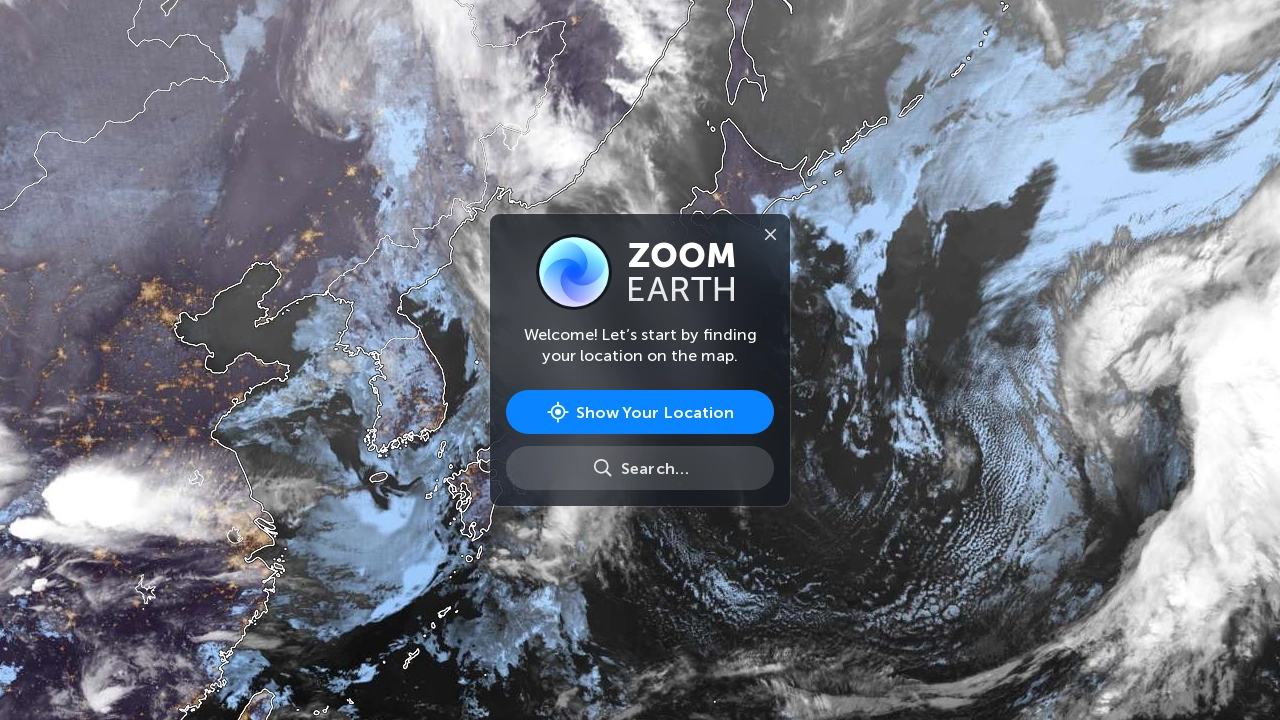 ZOOM
EARTH
Welcome! Let’s start by finding
your location on the map.
Show Your Location
Search...